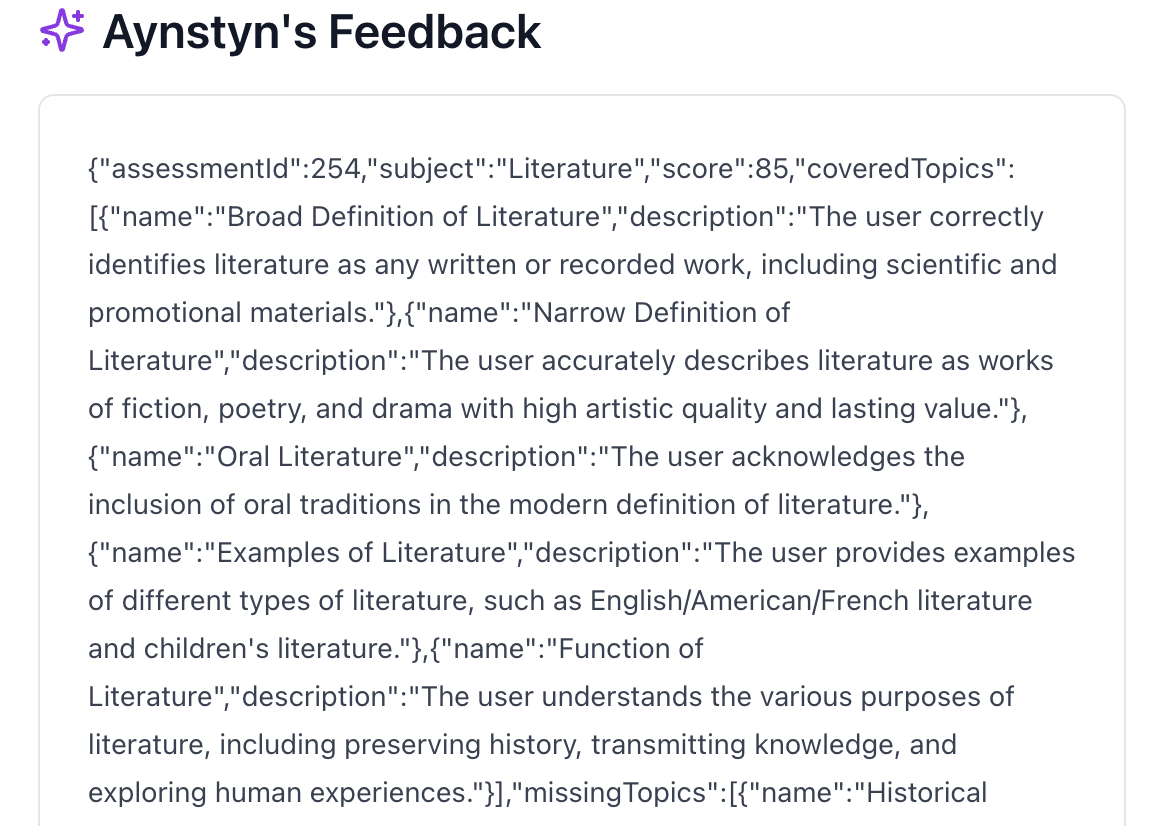 Aynstyn's Feedback
{"assessmentId":254,"subject":"Literature","score":85,"coveredTopics":
[{"name":"Broad Definition of Literature","description":"The user correctly
identifies literature as any written or recorded work, including scientific and
promotional materials."},{"name":"Narrow Definition of
Literature","description":"The user accurately describes literature as works
of fiction, poetry, and drama with high artistic quality and lasting value."},
{"name":"Oral Literature","description":"The user acknowledges the
inclusion of oral traditions in the modern definition of literature."},
{"name":"Examples of Literature","description":"The user provides examples
of different types of literature, such as English/American/French literature
and children's literature."},{"name":"Function of
Literature","description":"The user understands the various purposes of
literature, including preserving history, transmitting knowledge, and
exploring human experiences."}],"missingTopics":[{"name":"Historical